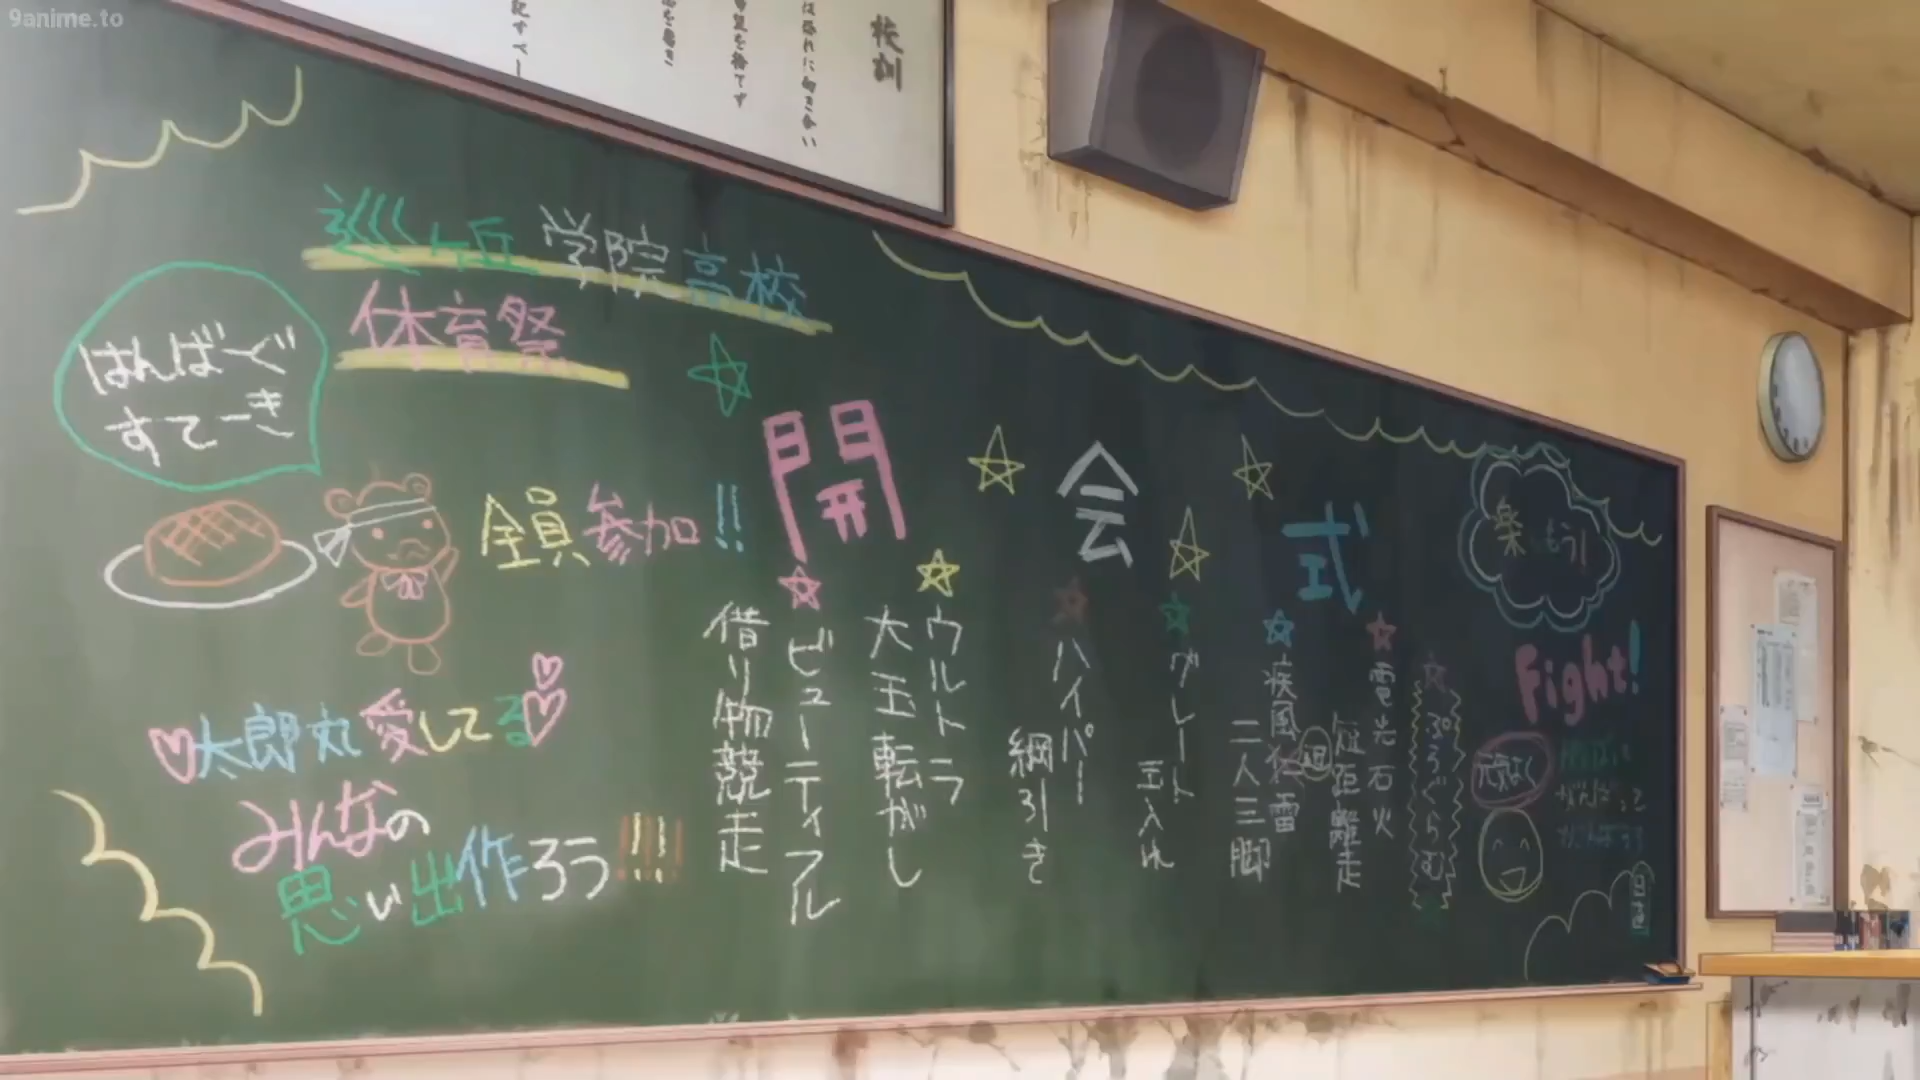 9anime.to
校訓
巡ヶ丘学院高校
体育祭
はんばーぐ
すてーき
全員参加!!
開会式
ぷろぐらむ
電光石火
短距離走
疾風迅雷
二人三脚
グレート
玉入れ
ハイパー
綱引き
ウルトラ
大玉転がし
ビューティフル
借り物競走
太郎丸愛してる
みんなの
思い出作ろう!!!
楽しもう!
Fight!
元気よく